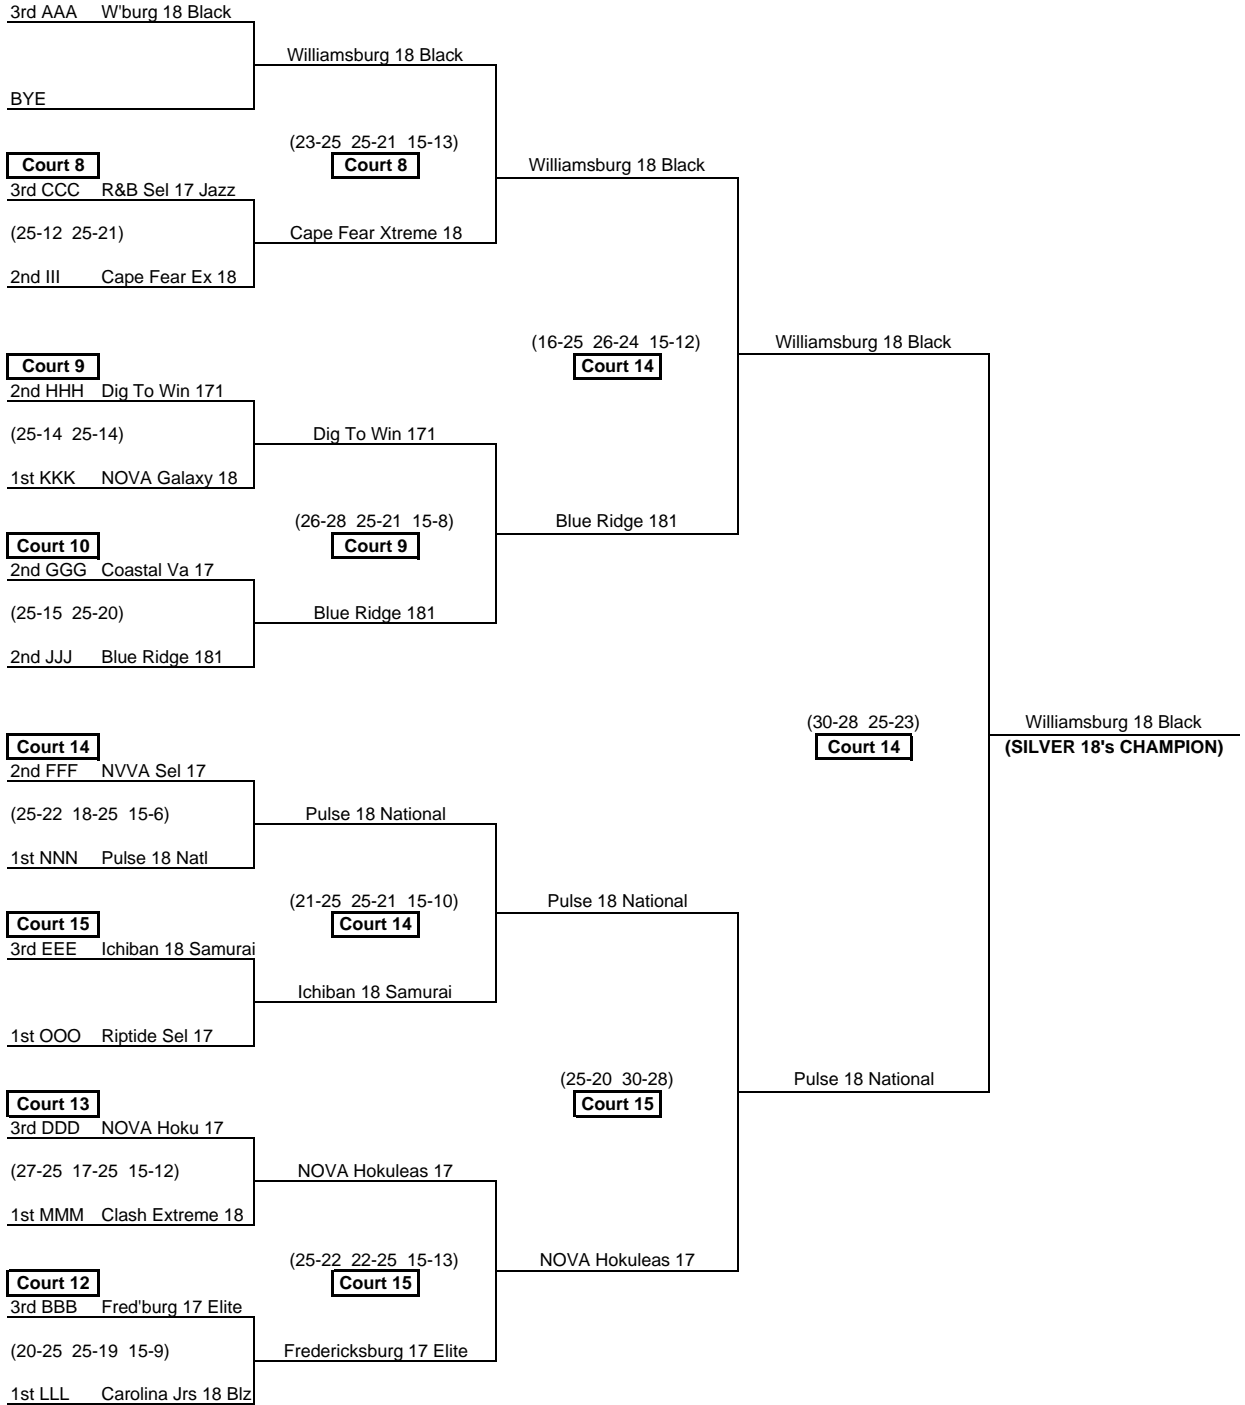 3rd AAA W'burg 18 Black
Williamsburg 18 Black
BYE
(23-25 25-21 15-13)
Court 8
Court 8
Williamsburg 18 Black
3rd CCC R&B Sel 17 Jazz
(25-12 25-21)
Cape Fear Xtreme 18
2nd III Cape Fear Ex 18
(16-25 26-24 15-12)
Williamsburg 18 Black
Court 9
Court 14
2nd HHH Dig To Win 171
(25-14 25-14)
Dig To Win 171
1st KKK NOVA Galaxy 18
(26-28 25-21 15-8)
Blue Ridge 181
Court 10
Court 9
2nd GGG Coastal Va 17
(25-15 25-20)
Blue Ridge 181
2nd JJJ Blue Ridge 181
(30-28 25-23)
Williamsburg 18 Black
Court 14
Court 14
(SILVER 18's CHAMPION)
2nd FFF NVVA Sel 17
(25-22 18-25 15-6)
Pulse 18 National
1st NNN Pulse 18 Natl
(21-25 25-21 15-10)
Pulse 18 National
Court 15
Court 14
3rd EEE Ichiban 18 Samurai
Ichiban 18 Samurai
1st OOO Riptide Sel 17
(25-20 30-28)
Pulse 18 National
Court 13
Court 15
3rd DDD NOVA Hoku 17
(27-25 17-25 15-12)
NOVA Hokuleas 17
1st MMM Clash Extreme 18
(25-22 22-25 15-13)
NOVA Hokuleas 17
Court 12
Court 15
3rd BBB Fred'burg 17 Elite
(20-25 25-19 15-9)
Fredericksburg 17 Elite
1st LLL Carolina Jrs 18 Blz